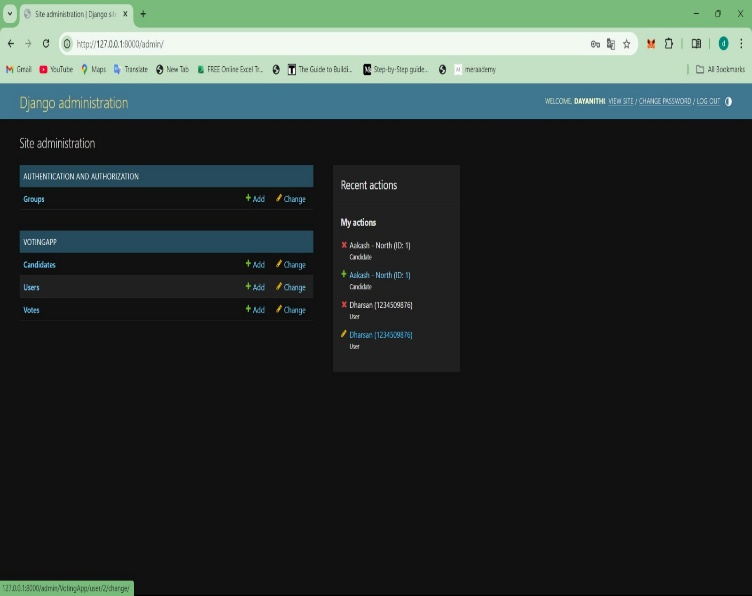 Site administration | Django sit
http://127.0.0.1:8000/admin/
Gmail YouTube Maps Translate New Tab FREE Online Excel Tr... The Guide to Buildi... Step-by-Step guide... meraademy All Bookmarks
Django administration
WELCOME, DAYANITHI. VIEW SITE / CHANGE PASSWORD / LOG OUT
Site administration
AUTHENTICATION AND AUTHORIZATION
Groups Add Change
VOTINGAPP
Candidates Add Change
Users Add Change
Votes Add Change
Recent actions
My actions
Aakash - North (ID: 1)
Candidate
Aakash - North (ID: 1)
Candidate
Dharsan (1234509876)
User
Dharsan (1234509876)
User
127.0.0.1:8000/admin/VotingApp/user/2/change/